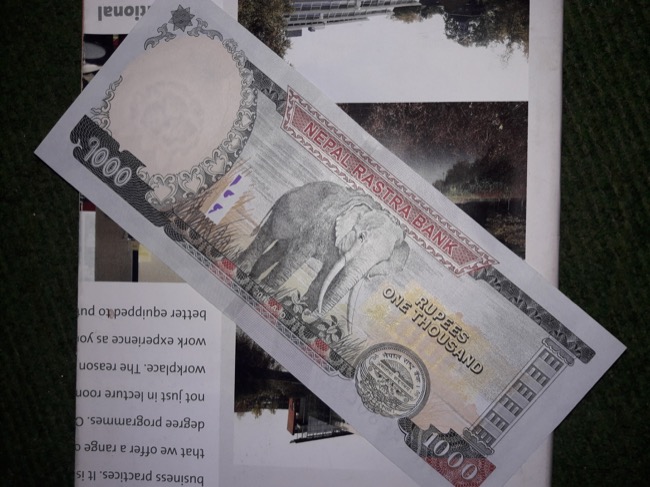 business practices. It is
that we offer a range o
degree programmes. O
not just in lecture room
workplace. The reason
work experience as yo
better equipped to pu
tional
NEPAL RASTRA BANK
RUPEES
ONE THOUSAND
1000
1000